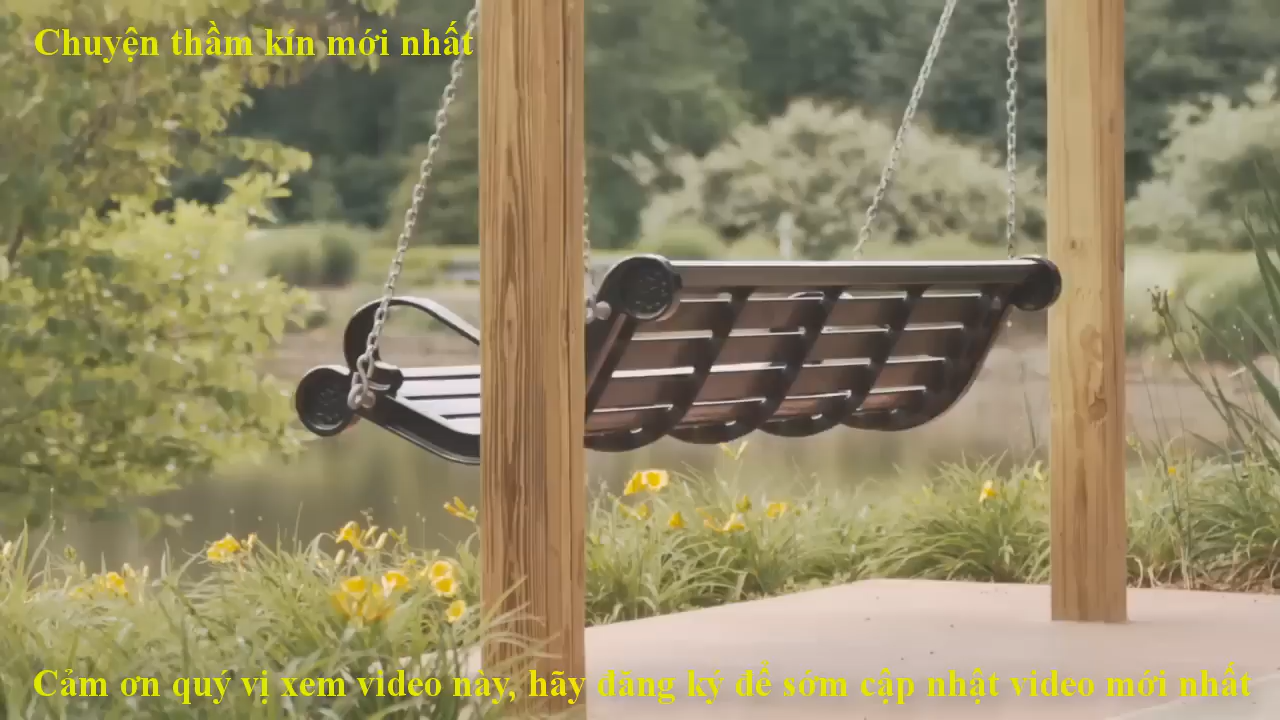 Chuyện thầm kín mới nhất
Cảm ơn quý vị xem video này, hãy đăng ký để sớm cập nhật video mới nhất